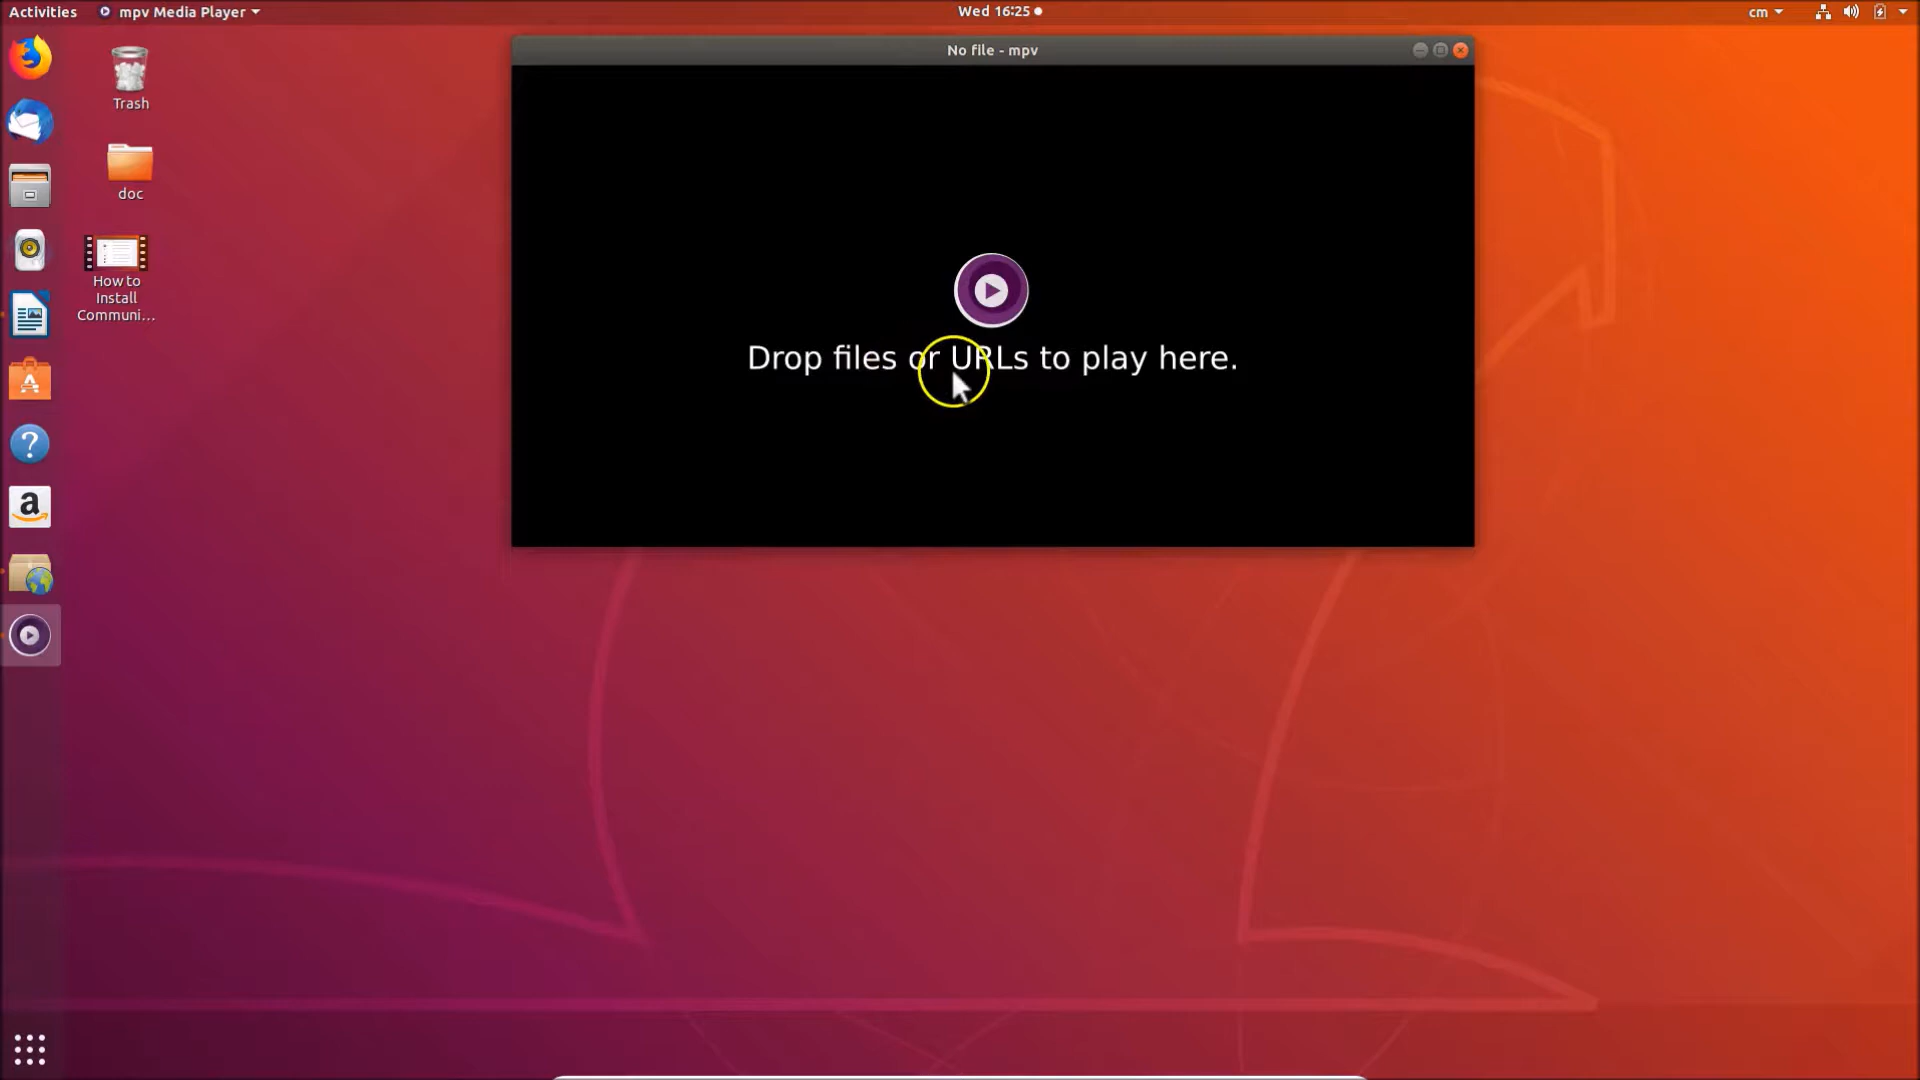 Activities
mpv Media Player
Wed 16:25
cm
Trash
doc
How to
Install
Communi...
No file - mpv
Drop files or URLs to play here.